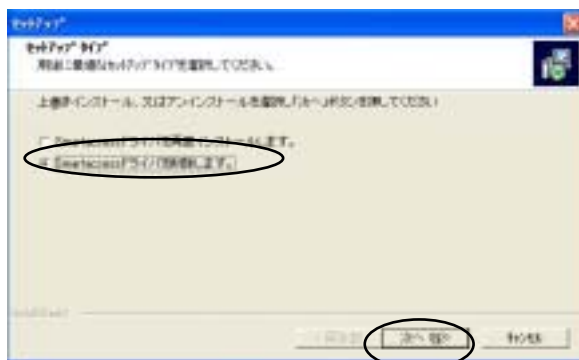 セットアップ
セットアップ タイプ
用途に最適なセットアップ タイプを選択してください。
上書きインストール、又はアンインストールを選択、「次へ」ボタンを押してください
Smartaccessドライバを再度インストールします。
Smartaccessドライバを削除します。
次へ(N)>
キャンセル